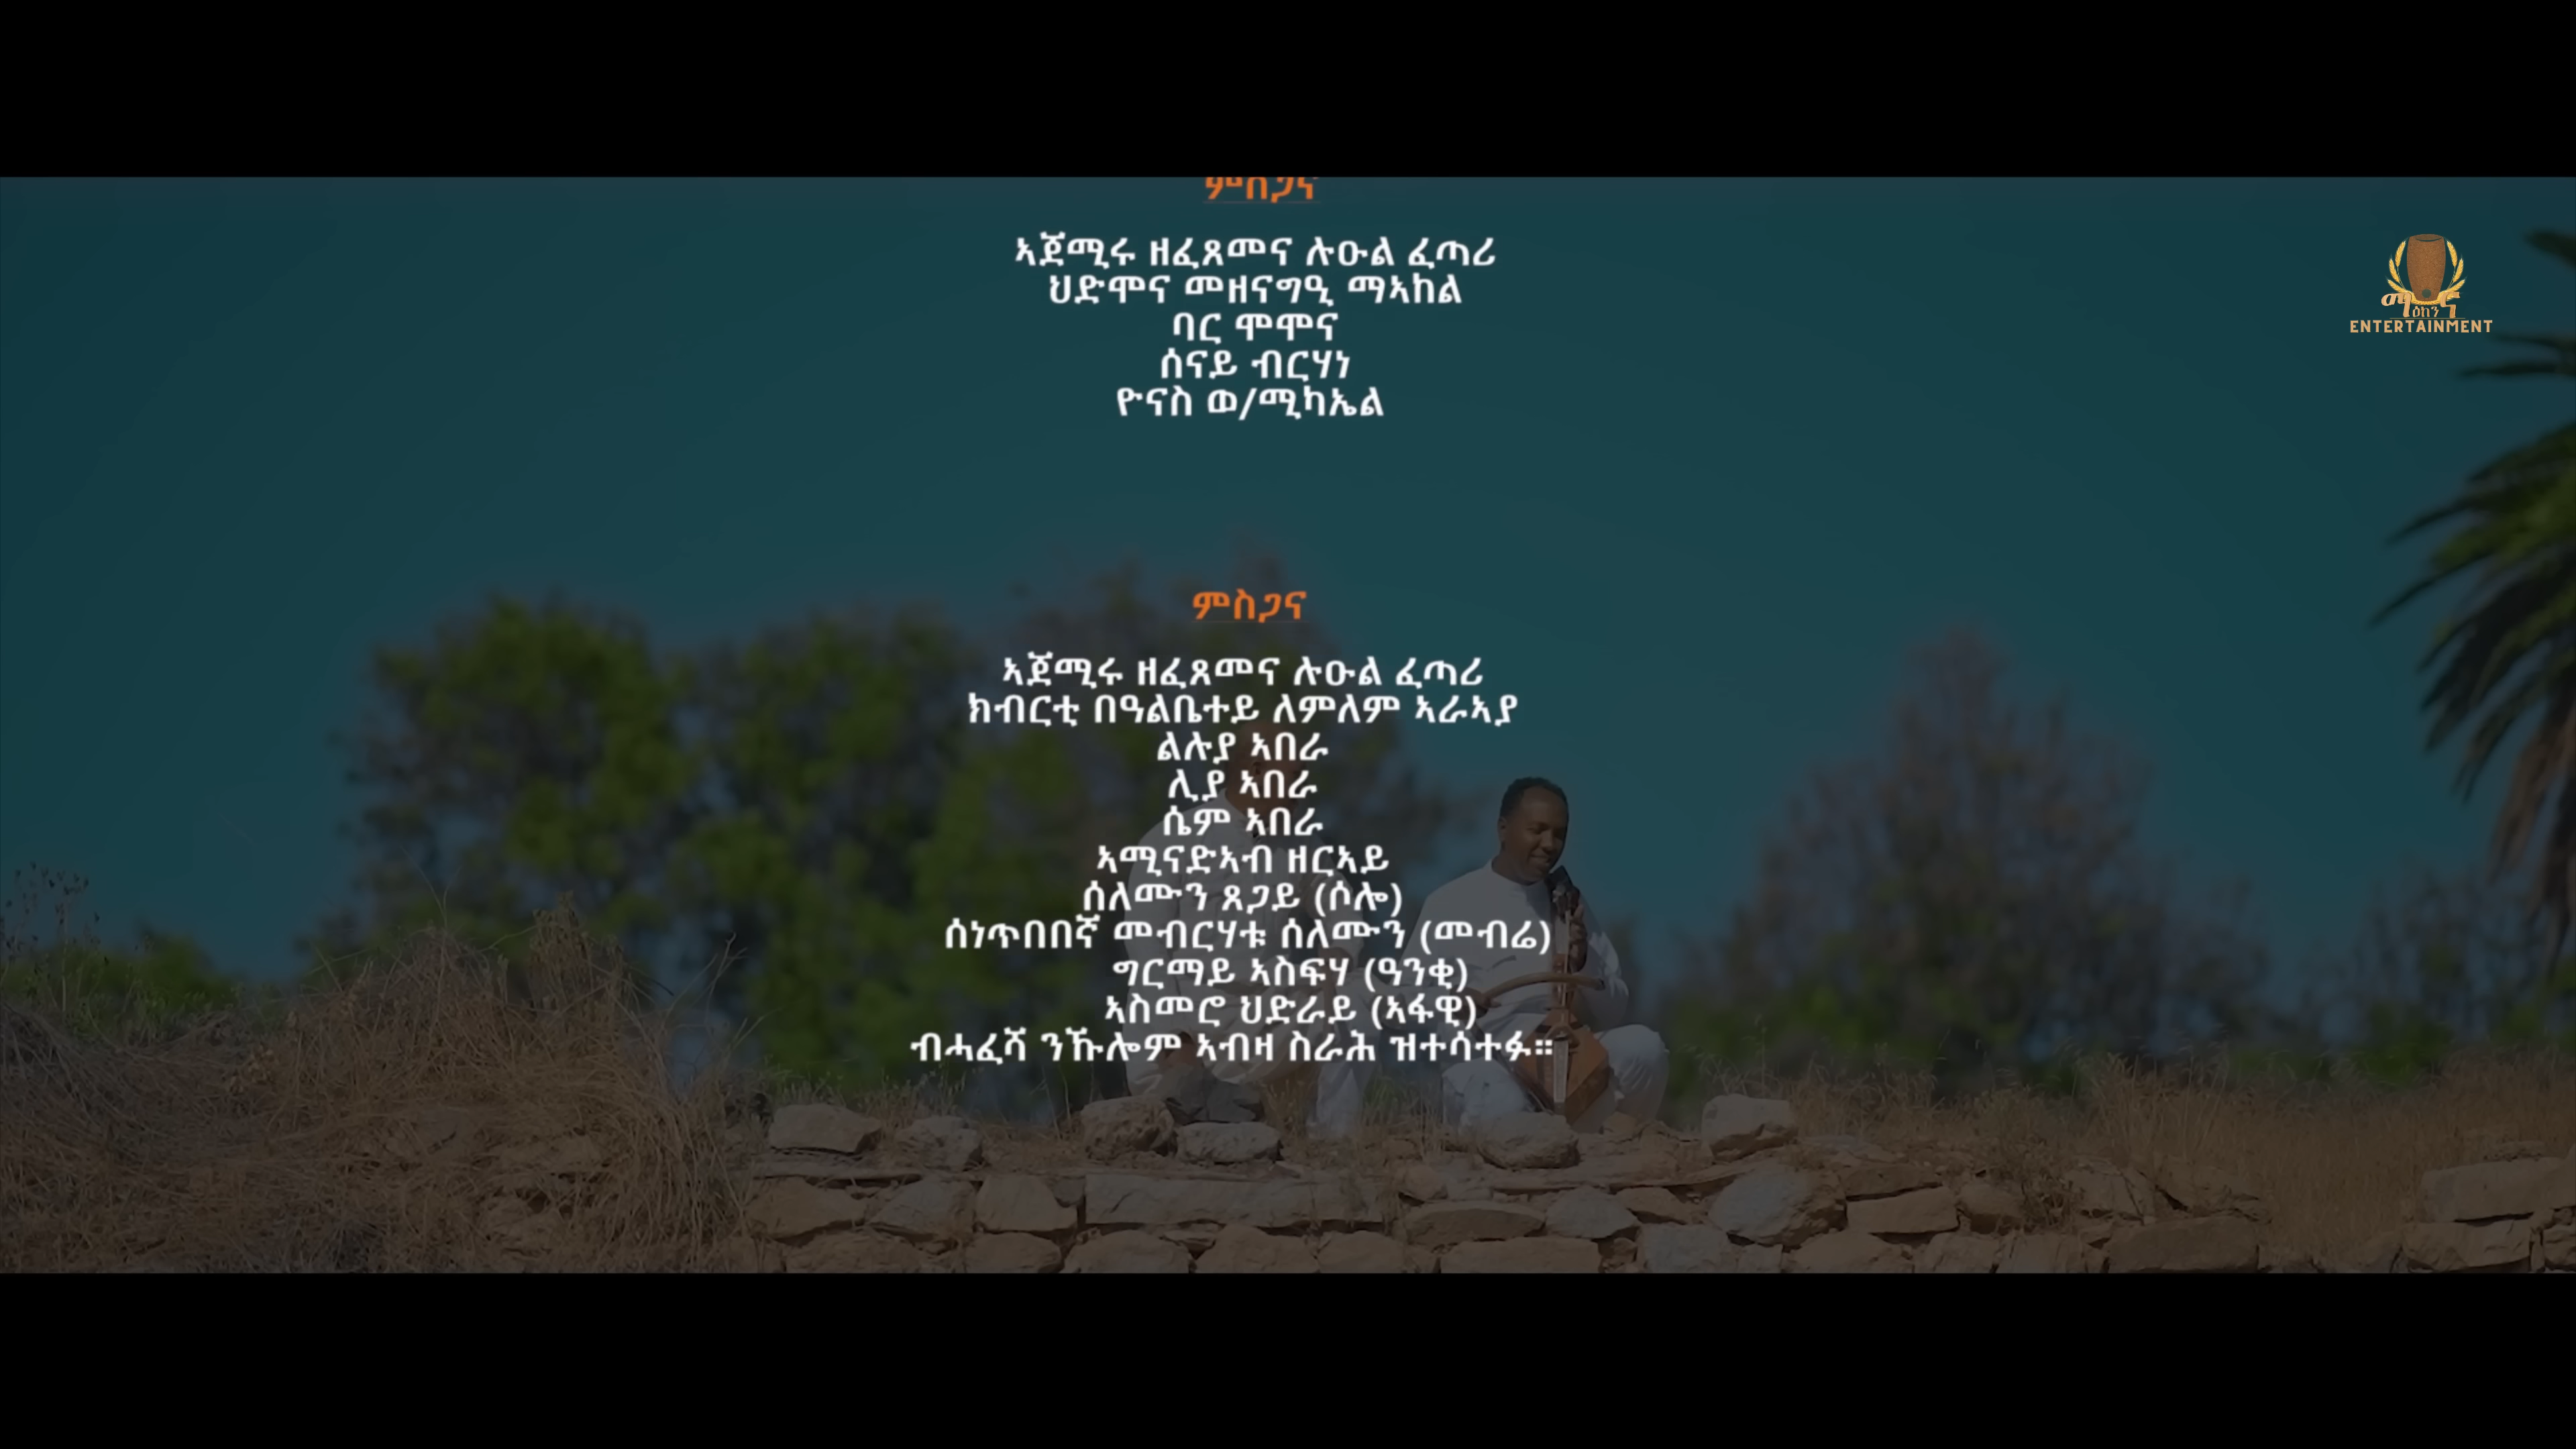 ምስጋና
ኣጀሚሩ ዘፈጸመና ሉዑል ፈጣሪ
ህድሞና መዘናግዒ ማኣከል
ባር ሞሞና
ሰናይ ብርሃነ
ዮናስ ወ/ሚካኤል
ምስጋና
ኣጀሚሩ ዘፈጸመና ሉዑል ፈጣሪ
ክብርቲ በዓልቤተይ ለምለም ኣራኣያ
ልሉያ ኣበራ
ሊያ ኣበራ
ሴም ኣበራ
ኣሚናድኣብ ዘርኣይ
ሰለሙን ጸጋይ (ሶሎ)
ሰነጥበበኛ መብርሃቱ ሰለሙን (መብሬ)
ግርማይ ኣስፍሃ (ዓንቂ)
ኣስመሮ ህድራይ (ኣፋዊ)
ብሓፈሻ ንኹሎም ኣብዛ ስራሕ ዝተሳተፉ።
ENTERTAINMENT